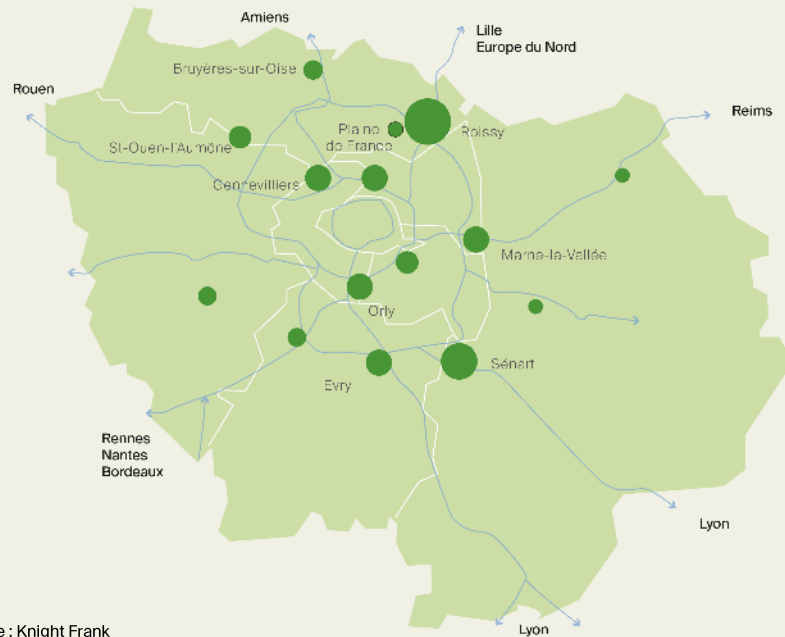 Amiens
Lille
Europe du Nord
Bruyères-sur-Oise
Rouen
Reims
Plaine
de France
Roissy
St-Ouen-l'Aumône
Gennevilliers
Marne-la-Vallée
Orly
Sénart
Evry
Rennes
Nantes
Bordeaux
Lyon
Lyon
e : Knight Frank